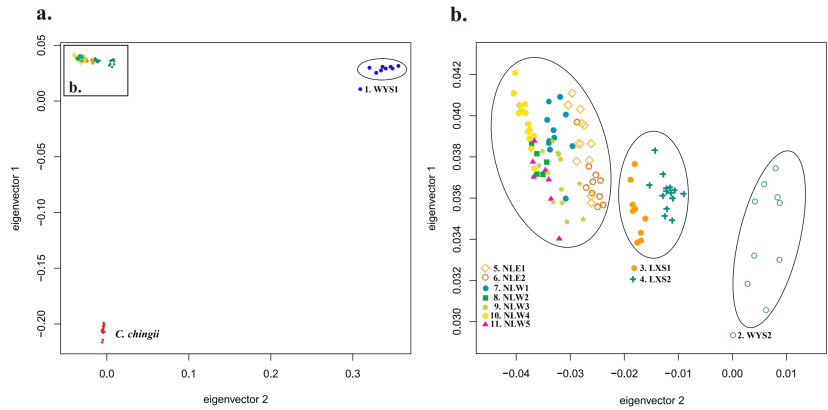 a.
0.05
0.00
−0.05
−0.10
−0.15
−0.20
eigenvector 1
b.
1. WYS1
C. chingii
0.0
0.1
0.2
0.3
eigenvector 2
b.
0.042
0.040
0.038
0.036
0.034
0.032
0.030
eigenvector 1
5. NLE1
6. NLE2
7. NLW1
8. NLW2
9. NLW3
10. NLW4
11. NLW5
3. LXS1
4. LXS2
2. WYS2
−0.04
−0.03
−0.02
−0.01
0.00
0.01
eigenvector 2